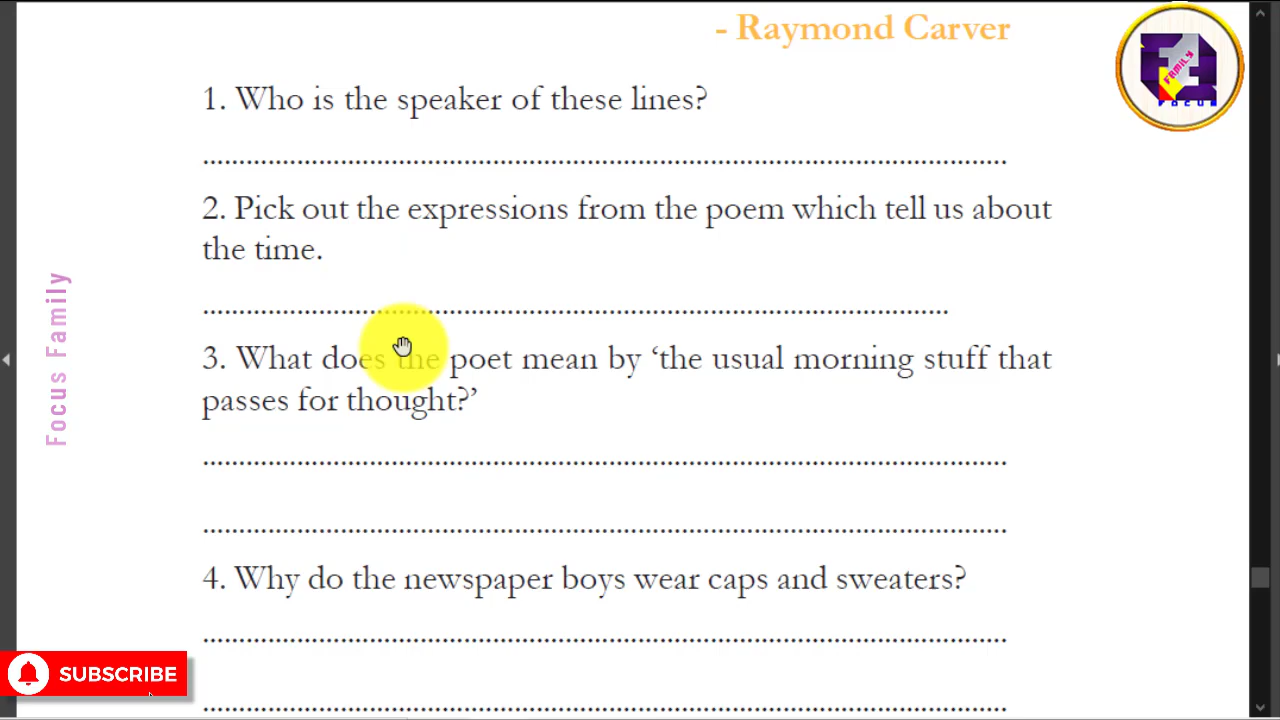 - Raymond Carver
FAMILY
FOCUS
1. Who is the speaker of these lines?
..............................................................................................................
2. Pick out the expressions from the poem which tell us about
the time.
......................................................................................................
3. What does the poet mean by ‘the usual morning stuff that
passes for thought?’
..............................................................................................................
..............................................................................................................
4. Why do the newspaper boys wear caps and sweaters?
..............................................................................................................
..............................................................................................................
Focus Family
SUBSCRIBE